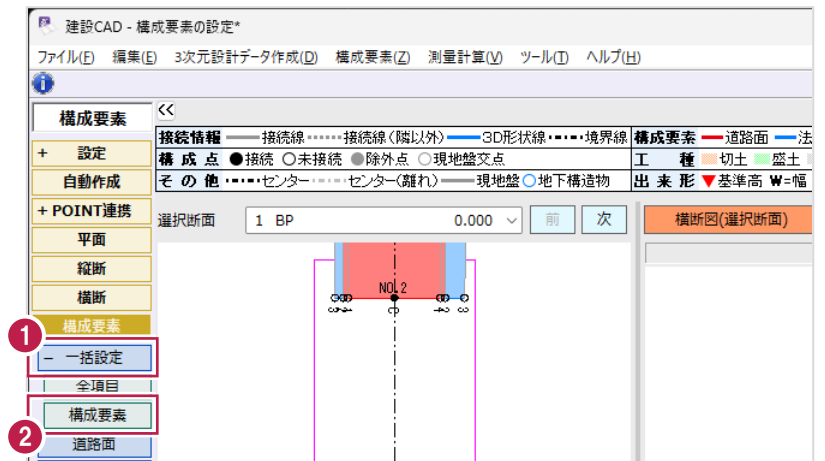 建設CAD - 構成要素の設定*
ファイル(F) 編集(E) 3次元設計データ作成(D) 構成要素(Z) 測量計算(V) ツール(T) ヘルプ(H)
構成要素
+ 設定
自動作成
+ POINT連携
平面
縦断
横断
構成要素
1
- 一括設定
全項目
構成要素
2
道路面
<<
接続情報 接続線 接続線(隣以外) 3D形状線 境界線 構成要素 道路面 法
構成点 ●接続 ○未接続 ●除外点 ○現地盤交点 工種 切土 盛土
その他 センター センター(離れ) 現地盤 ○地下構造物 出来形 ▼基準高 W=幅
選択断面 1 BP 0.000 前 次 横断図(選択断面)
NO.2